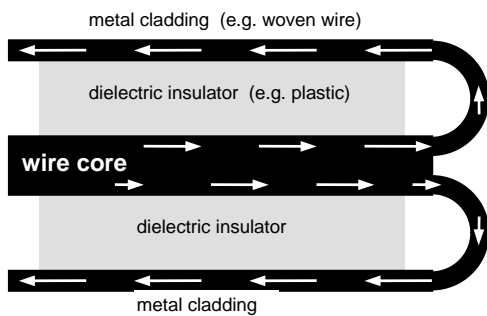 metal cladding (e.g. woven wire)
dielectric insulator (e.g. plastic)
wire core
dielectric insulator
metal cladding